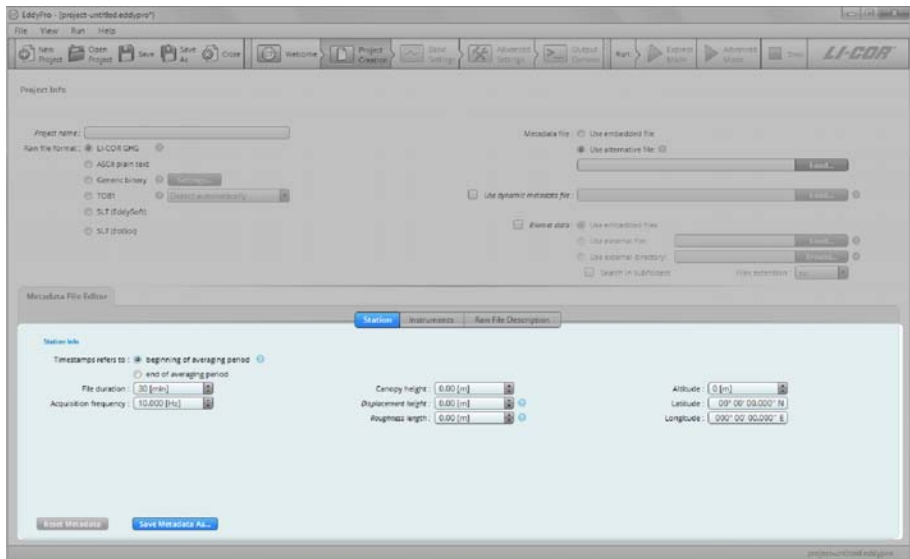 EddyPro - [project-untitled.eddypro*]
File View Run Help
New Project Open Project Save Save As Close Welcome Project Creation Basic Settings Advanced Settings Output Run: Express Mode Advanced Mode Stop LI-COR
Project Info
Project name:
Raw file format: LI-COR GHG
ASCII plain text
Generic binary Settings...
TOB1 Detect automatically
SLT (EddySoft)
SLT (EdiSol)
Metadata file: Use embedded file
Use alternative file:
Load...
Use dynamic metadata file: Load...
Biomet data: Use embedded files
Use external file: Load...
Use external directory: Browse...
Search in subfolders Files extension:
Metadata File Editor
Station Instruments Raw File Description
Station Info
Timestamps refers to: beginning of averaging period
end of averaging period
File duration: 30 [min]
Acquisition frequency: 10.000 [Hz]
Canopy height: 0.00 [m]
Displacement height: 0.00 [m]
Roughness length: 0.00 [m]
Altitude: 0 [m]
Latitude: 00° 00' 00.000" N
Longitude: 000° 00' 00.000" E
Reset Metadata Save Metadata As...
project-untitled.eddypro